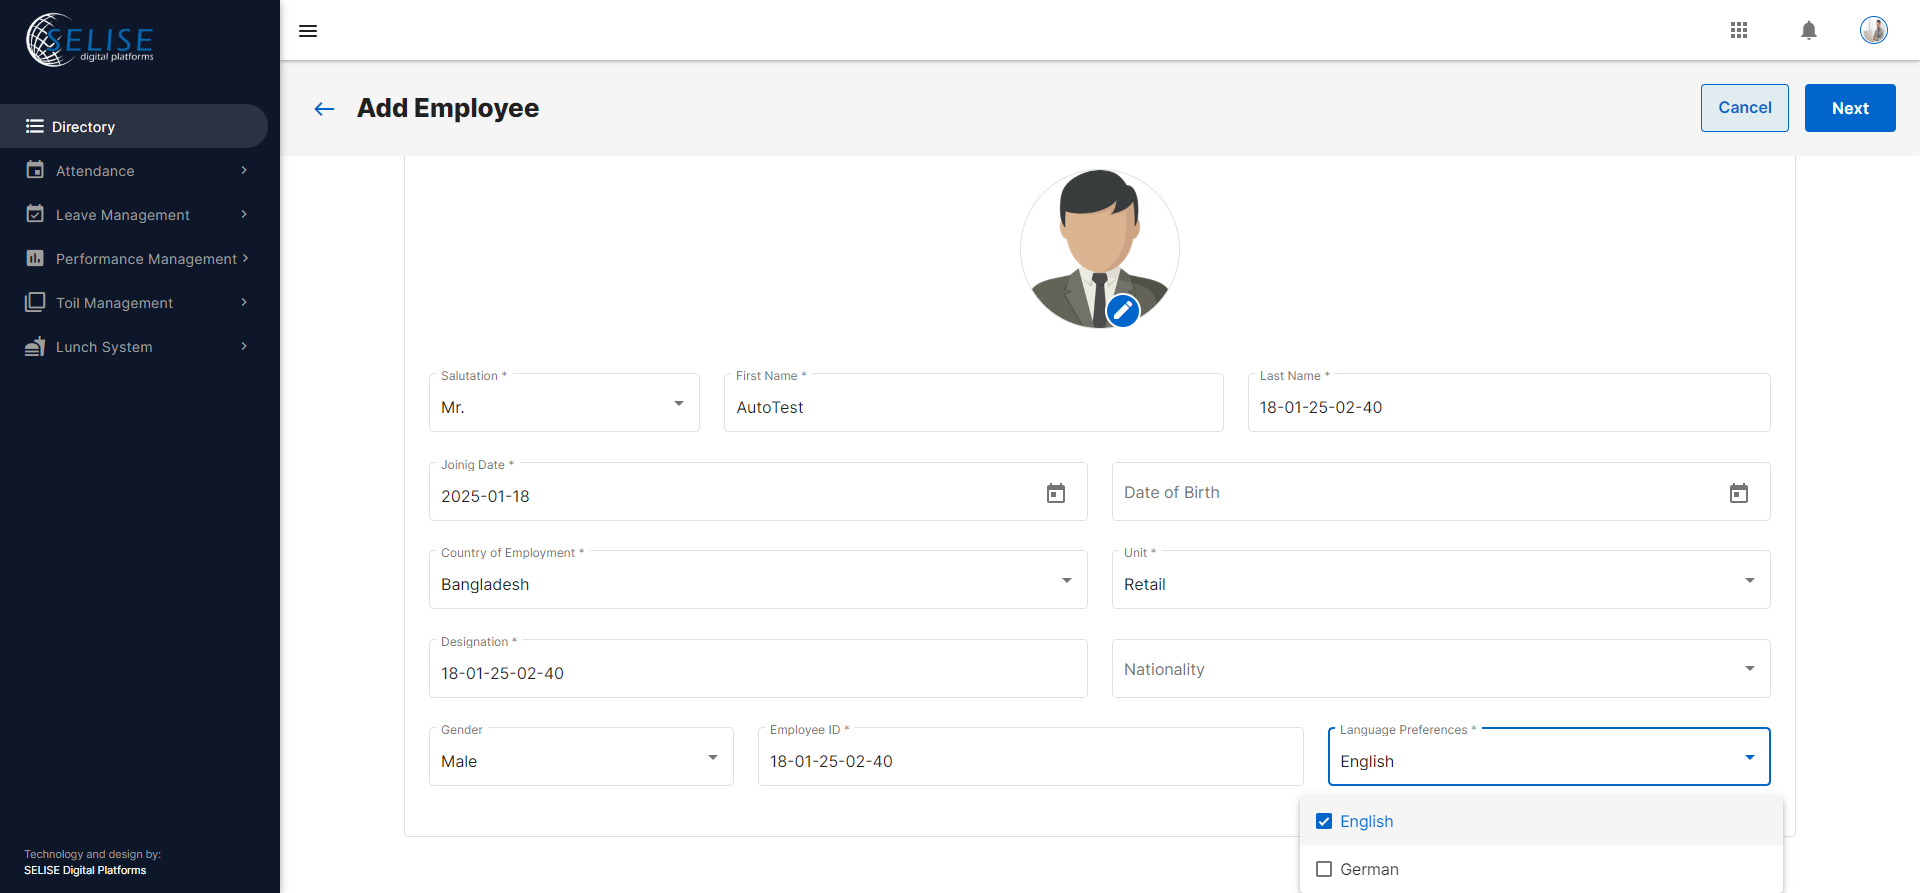 SELISE
digital platforms
Directory
Attendance
Leave Management
Performance Management
Toil Management
Lunch System
Technology and design by:
SELISE Digital Platforms
Add Employee
Cancel
Next
Salutation *
Mr.
First Name *
AutoTest
Last Name *
18-01-25-02-40
Joinig Date *
2025-01-18
Date of Birth
Country of Employment *
Bangladesh
Unit *
Retail
Designation *
18-01-25-02-40
Nationality
Gender
Male
Employee ID *
18-01-25-02-40
Language Preferences *
English
English
German